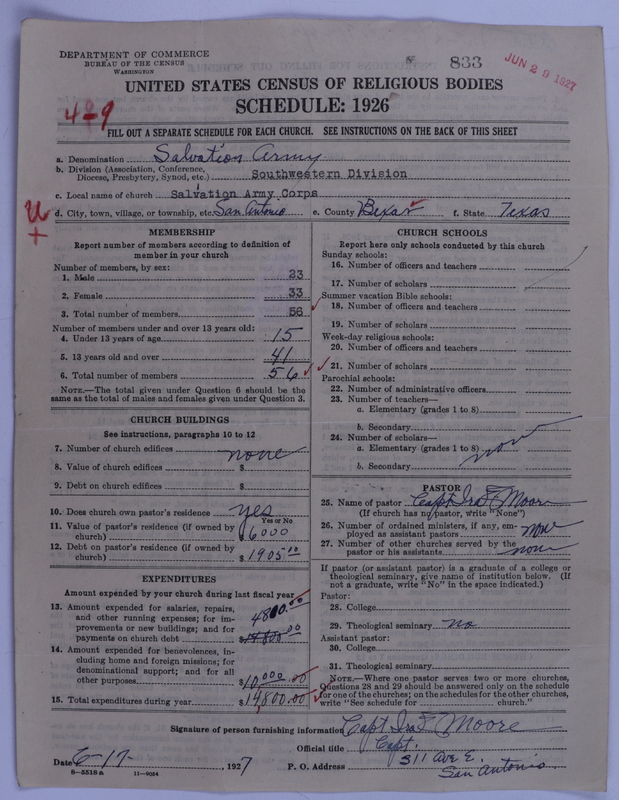 DEPARTMENT OF COMMERCE
BUREAU OF THE CENSUS
WASHINGTON
833
JUN 29 1927
UNITED STATES CENSUS OF RELIGIOUS BODIES
SCHEDULE: 1926
4-9
FILL OUT A SEPARATE SCHEDULE FOR EACH CHURCH. SEE INSTRUCTIONS ON THE BACK OF THIS SHEET
a. Denomination Salvation Army
b. Division (Association, Conference, Diocese, Presbytery, Synod, etc.) Southwestern Division
c. Local name of church Salvation Army Corps
d. City, town, village, or township, etc. San Antonio e. County Bexar f. State Texas
MEMBERSHIP
Report number of members according to definition of
member in your church
Number of members, by sex:
1. Male 23
2. Female 33
3. Total number of members 56
Number of members under and over 13 years old:
4. Under 13 years of age 15
5. 13 years old and over 41
6. Total number of members 56
NOTE.—The total given under Question 6 should be
same as the total of males and females given under Question 3.
CHURCH BUILDINGS
See instructions, paragraphs 10 to 12
7. Number of church edifices none
8. Value of church edifices $
9. Debt on church edifices $
10. Does church own pastor's residence yes
Yes or No
11. Value of pastor's residence (if owned by
church) $ 6000
12. Debt on pastor's residence (if owned by
church) $ 1905.00
EXPENDITURES
Amount expended by your church during last fiscal year
13. Amount expended for salaries, repairs,
and other running expenses; for im-
provements or new buildings; and for
payments on church debt $ 4800.00
14. Amount expended for benevolences, in-
cluding home and foreign missions; for
denominational support; and for all
other purposes $ 10,000.00
15. Total expenditures during year $ 14,800.00
CHURCH SCHOOLS
Report here only schools conducted by this church
Sunday schools:
16. Number of officers and teachers
17. Number of scholars
Summer vacation Bible schools:
18. Number of officers and teachers
19. Number of scholars
Week-day religious schools:
20. Number of officers and teachers
21. Number of scholars
Parochial schools:
22. Number of administrative officers
23. Number of teachers—
a. Elementary (grades 1 to 8)
b. Secondary
24. Number of scholars—
a. Elementary (grades 1 to 8)
b. Secondary
none
PASTOR
25. Name of pastor Capt Ira F Moore
(If church has no pastor, write "None")
26. Number of ordained ministers, if any, em-
ployed as assistant pastors none
27. Number of other churches served by the
pastor or his assistants none
If pastor (or assistant pastor) is a graduate of a college or
theological seminary, give name of institution below. (If
not a graduate, write "No" in the space indicated.)
Pastor:
28. College
29. Theological seminary no
Assistant pastor:
30. College
31. Theological seminary
NOTE.—Where one pastor serves two or more churches,
Questions 28 and 29 should be answered only on the schedule
for one of the churches; on the schedules for the other churches,
write "See schedule for church."
Signature of person furnishing information Capt Ira F Moore
Official title Capt.
Date 6-17-, 1927 P. O. Address 311 Ave E.
San Antonio.
8-5518 a 11-9054